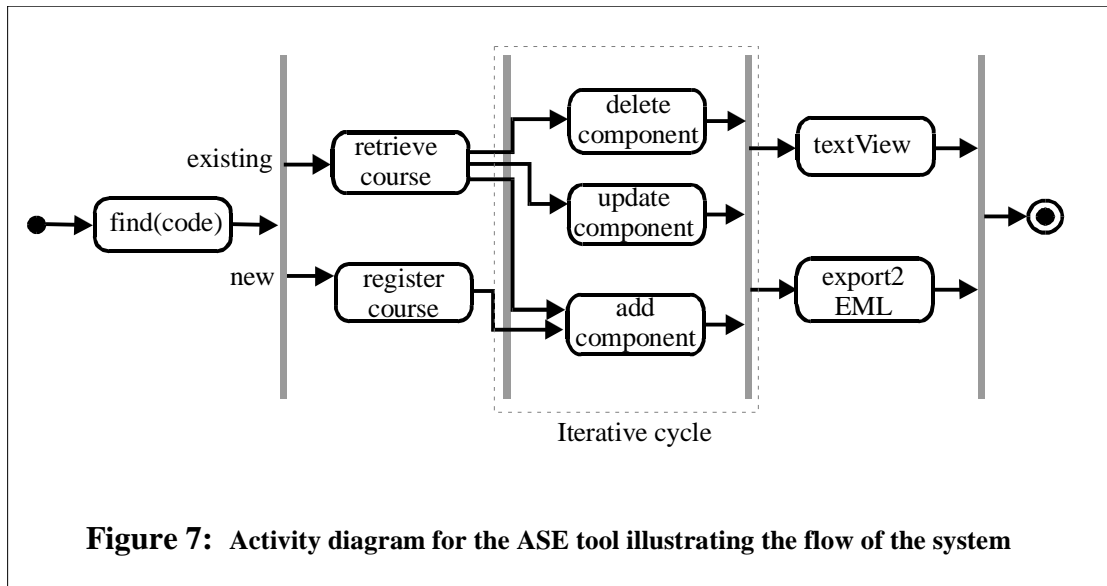 find(code)
existing
new
retrieve
course
register
course
delete
component
update
component
add
component
Iterative cycle
textView
export2
EML
Figure 7: Activity diagram for the ASE tool illustrating the flow of the system